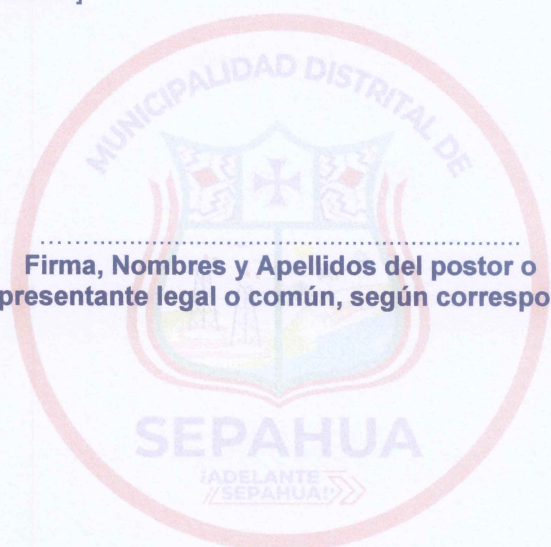 ]
MUNICIPALIDAD DISTRITAL DE
Firma, Nombres y Apellidos del postor o
presentante legal o común, según correspo
SEPAHUA
¡ADELANTE
SEPAHUA!